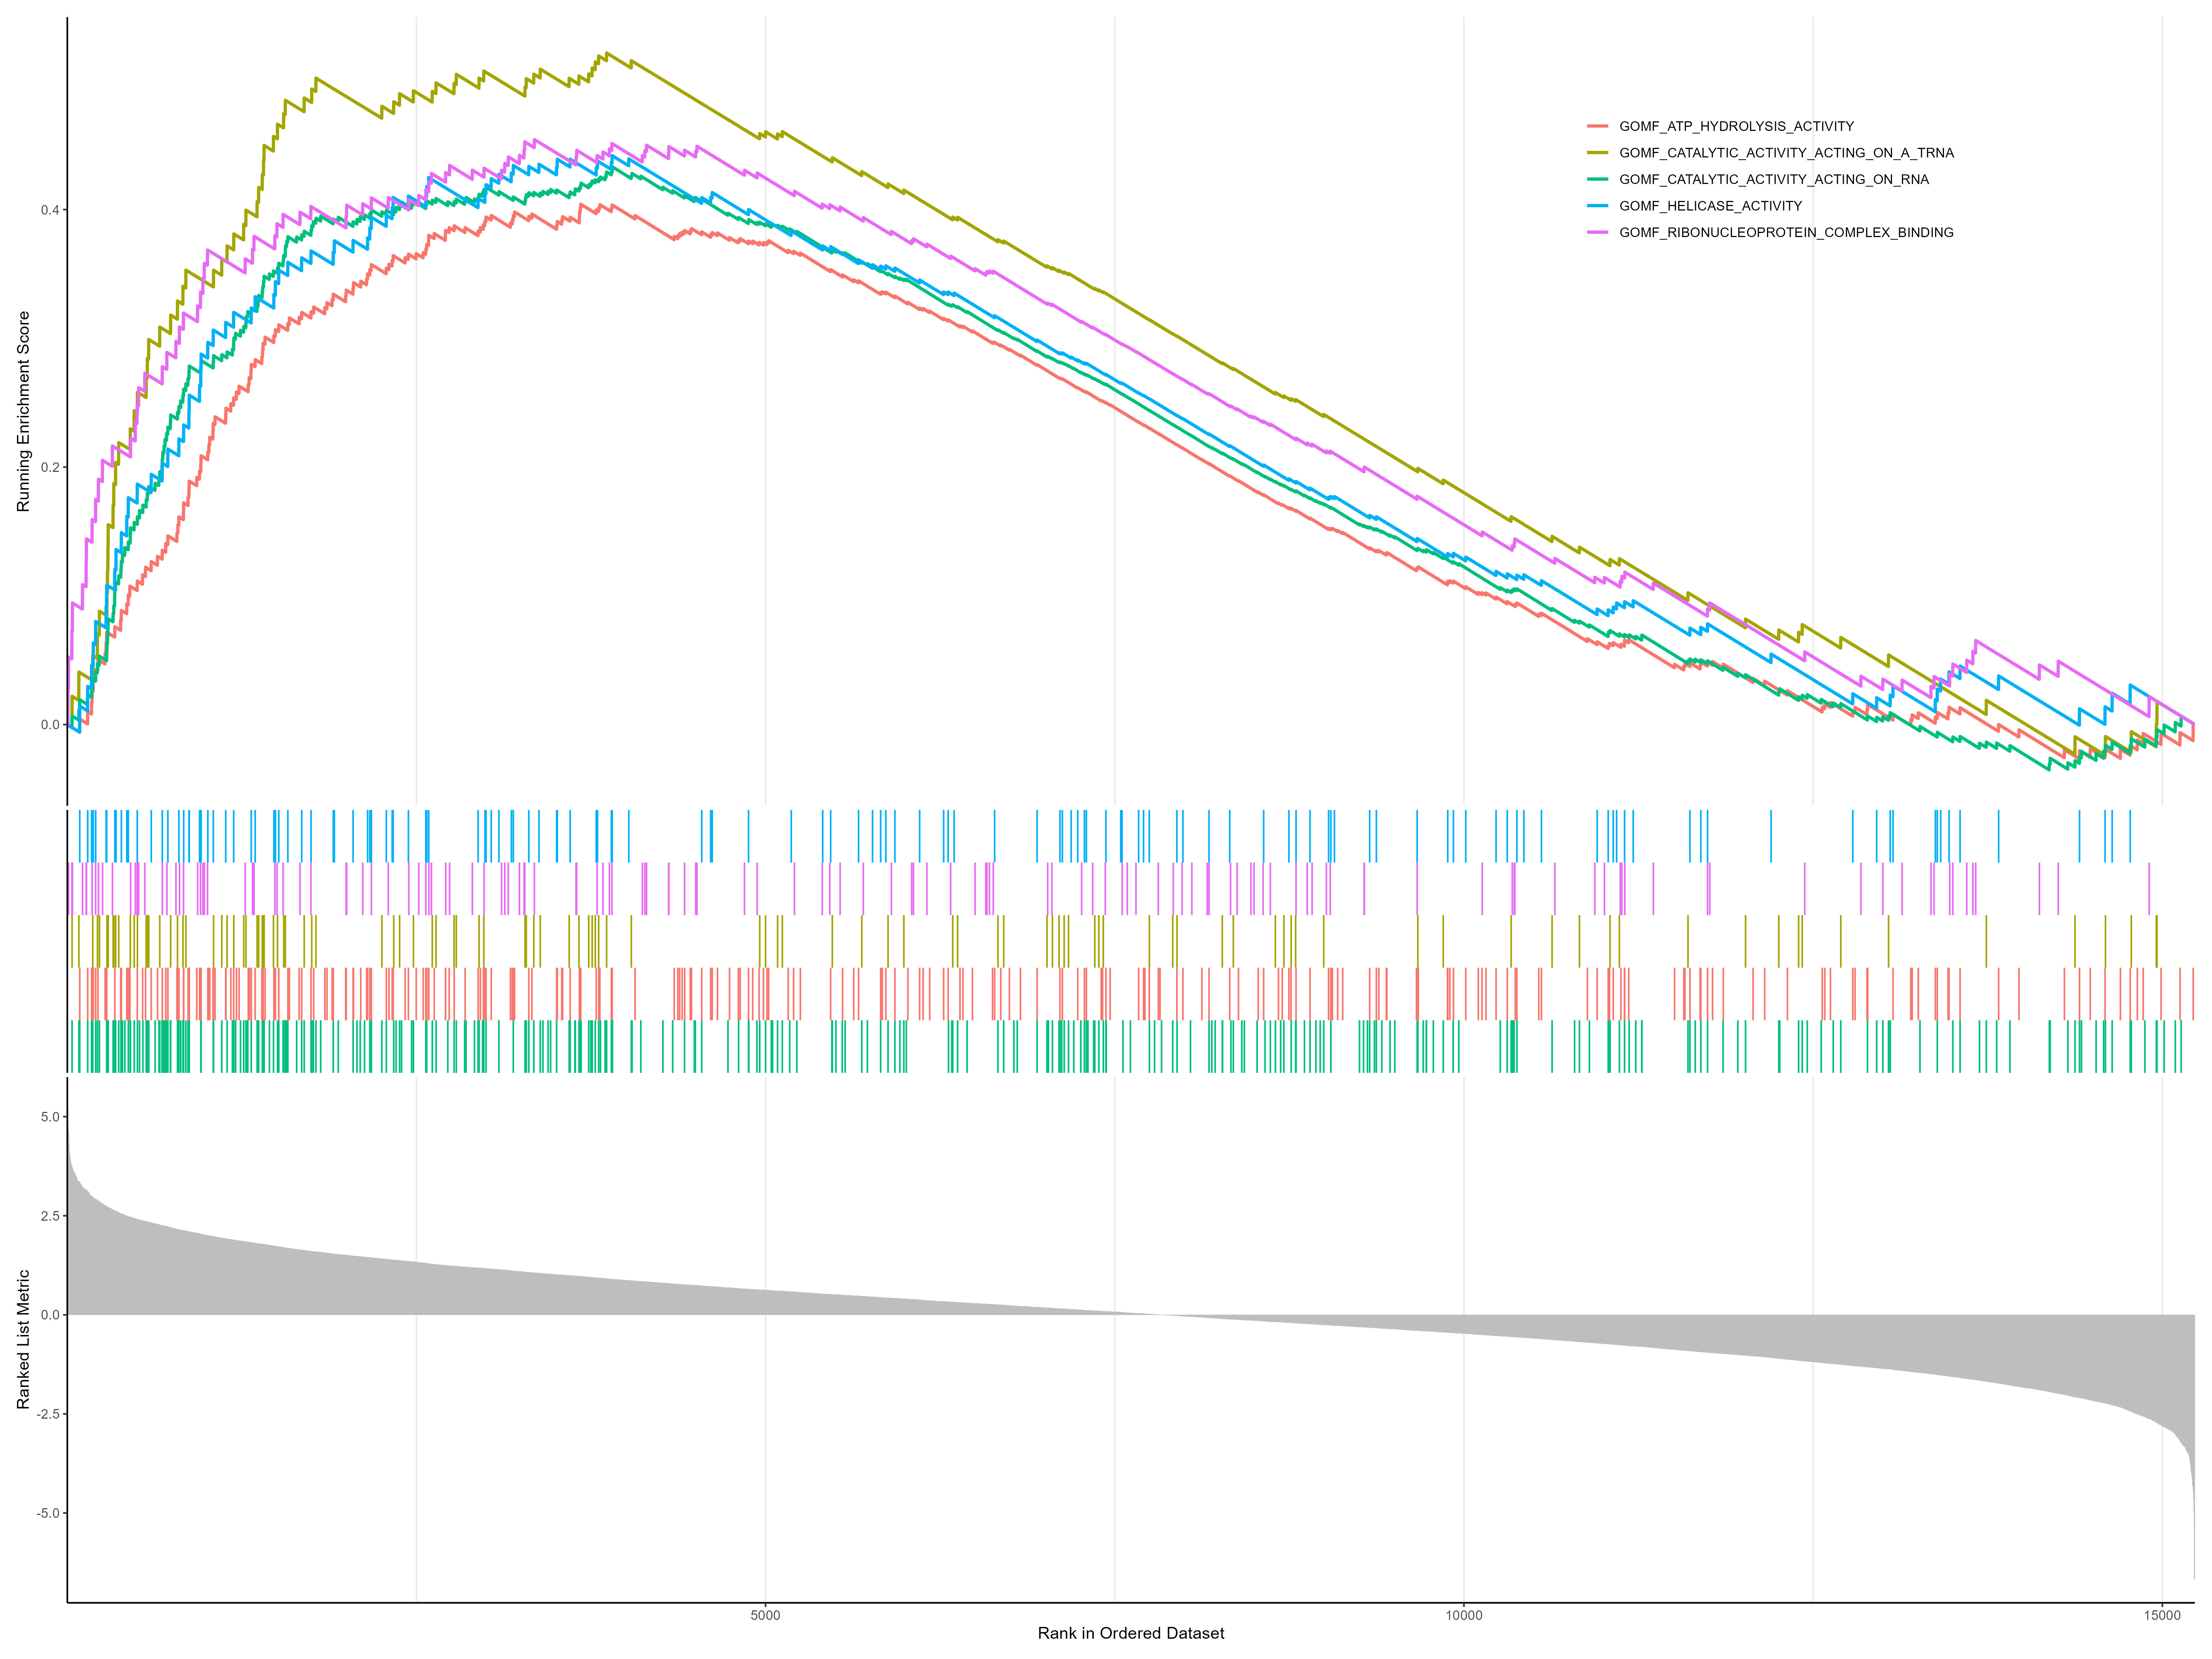 Running Enrichment Score
0.4
0.2
0.0
GOMF_ATP_HYDROLYSIS_ACTIVITY
GOMF_CATALYTIC_ACTIVITY_ACTING_ON_A_TRNA
GOMF_CATALYTIC_ACTIVITY_ACTING_ON_RNA
GOMF_HELICASE_ACTIVITY
GOMF_RIBONUCLEOPROTEIN_COMPLEX_BINDING
Ranked List Metric
5.0
2.5
0.0
-2.5
-5.0
5000
10000
15000
Rank in Ordered Dataset